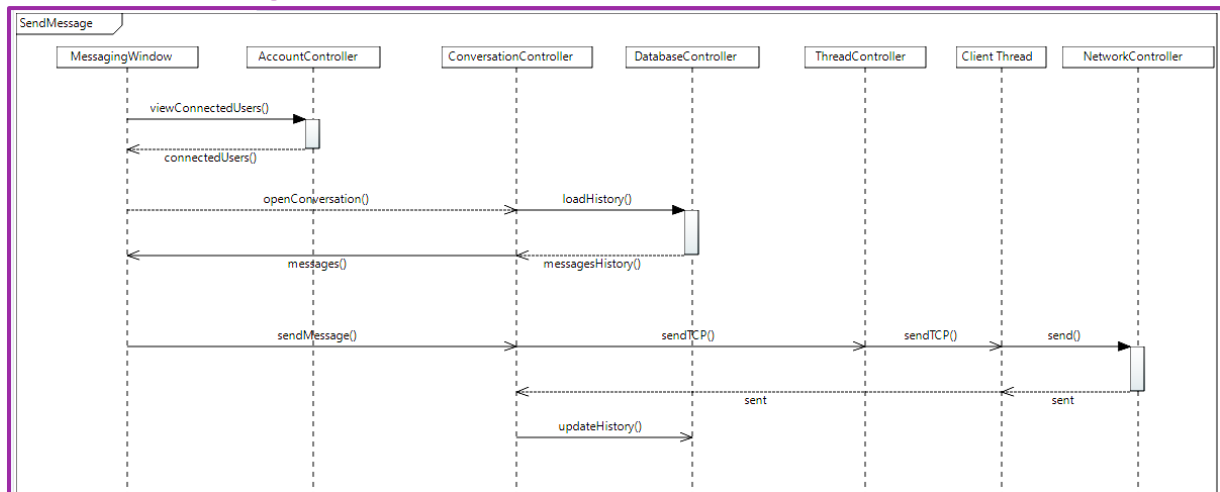 SendMessage
MessagingWindow AccountController ConversationController DatabaseController ThreadController Client Thread NetworkController
viewConnectedUsers()
connectedUsers()
openConversation() loadHistory()
messages() messagesHistory()
sendMessage() sendTCP() sendTCP() send()
sent sent
updateHistory()